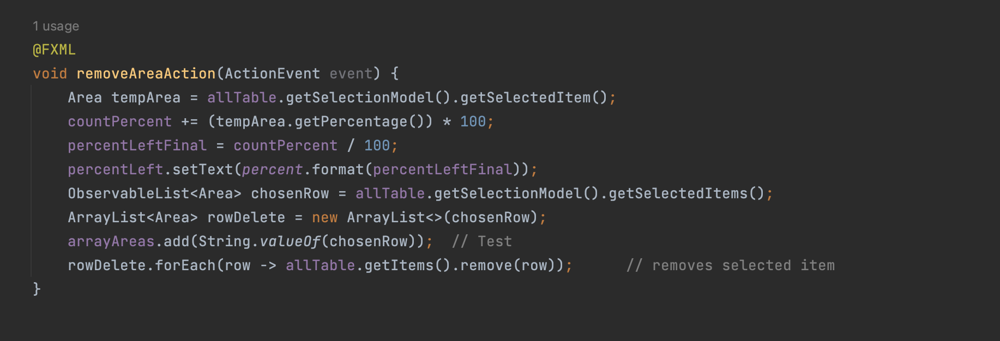 1 usage
@FXML
void removeAreaAction(ActionEvent event) {
    Area tempArea = allTable.getSelectionModel().getSelectedItem();
    countPercent += (tempArea.getPercentage()) * 100;
    percentLeftFinal = countPercent / 100;
    percentLeft.setText(percent.format(percentLeftFinal));
    ObservableList<Area> chosenRow = allTable.getSelectionModel().getSelectedItems();
    ArrayList<Area> rowDelete = new ArrayList<>(chosenRow);
    arrayAreas.add(String.valueOf(chosenRow));  // Test
    rowDelete.forEach(row -> allTable.getItems().remove(row));      // removes selected item
}